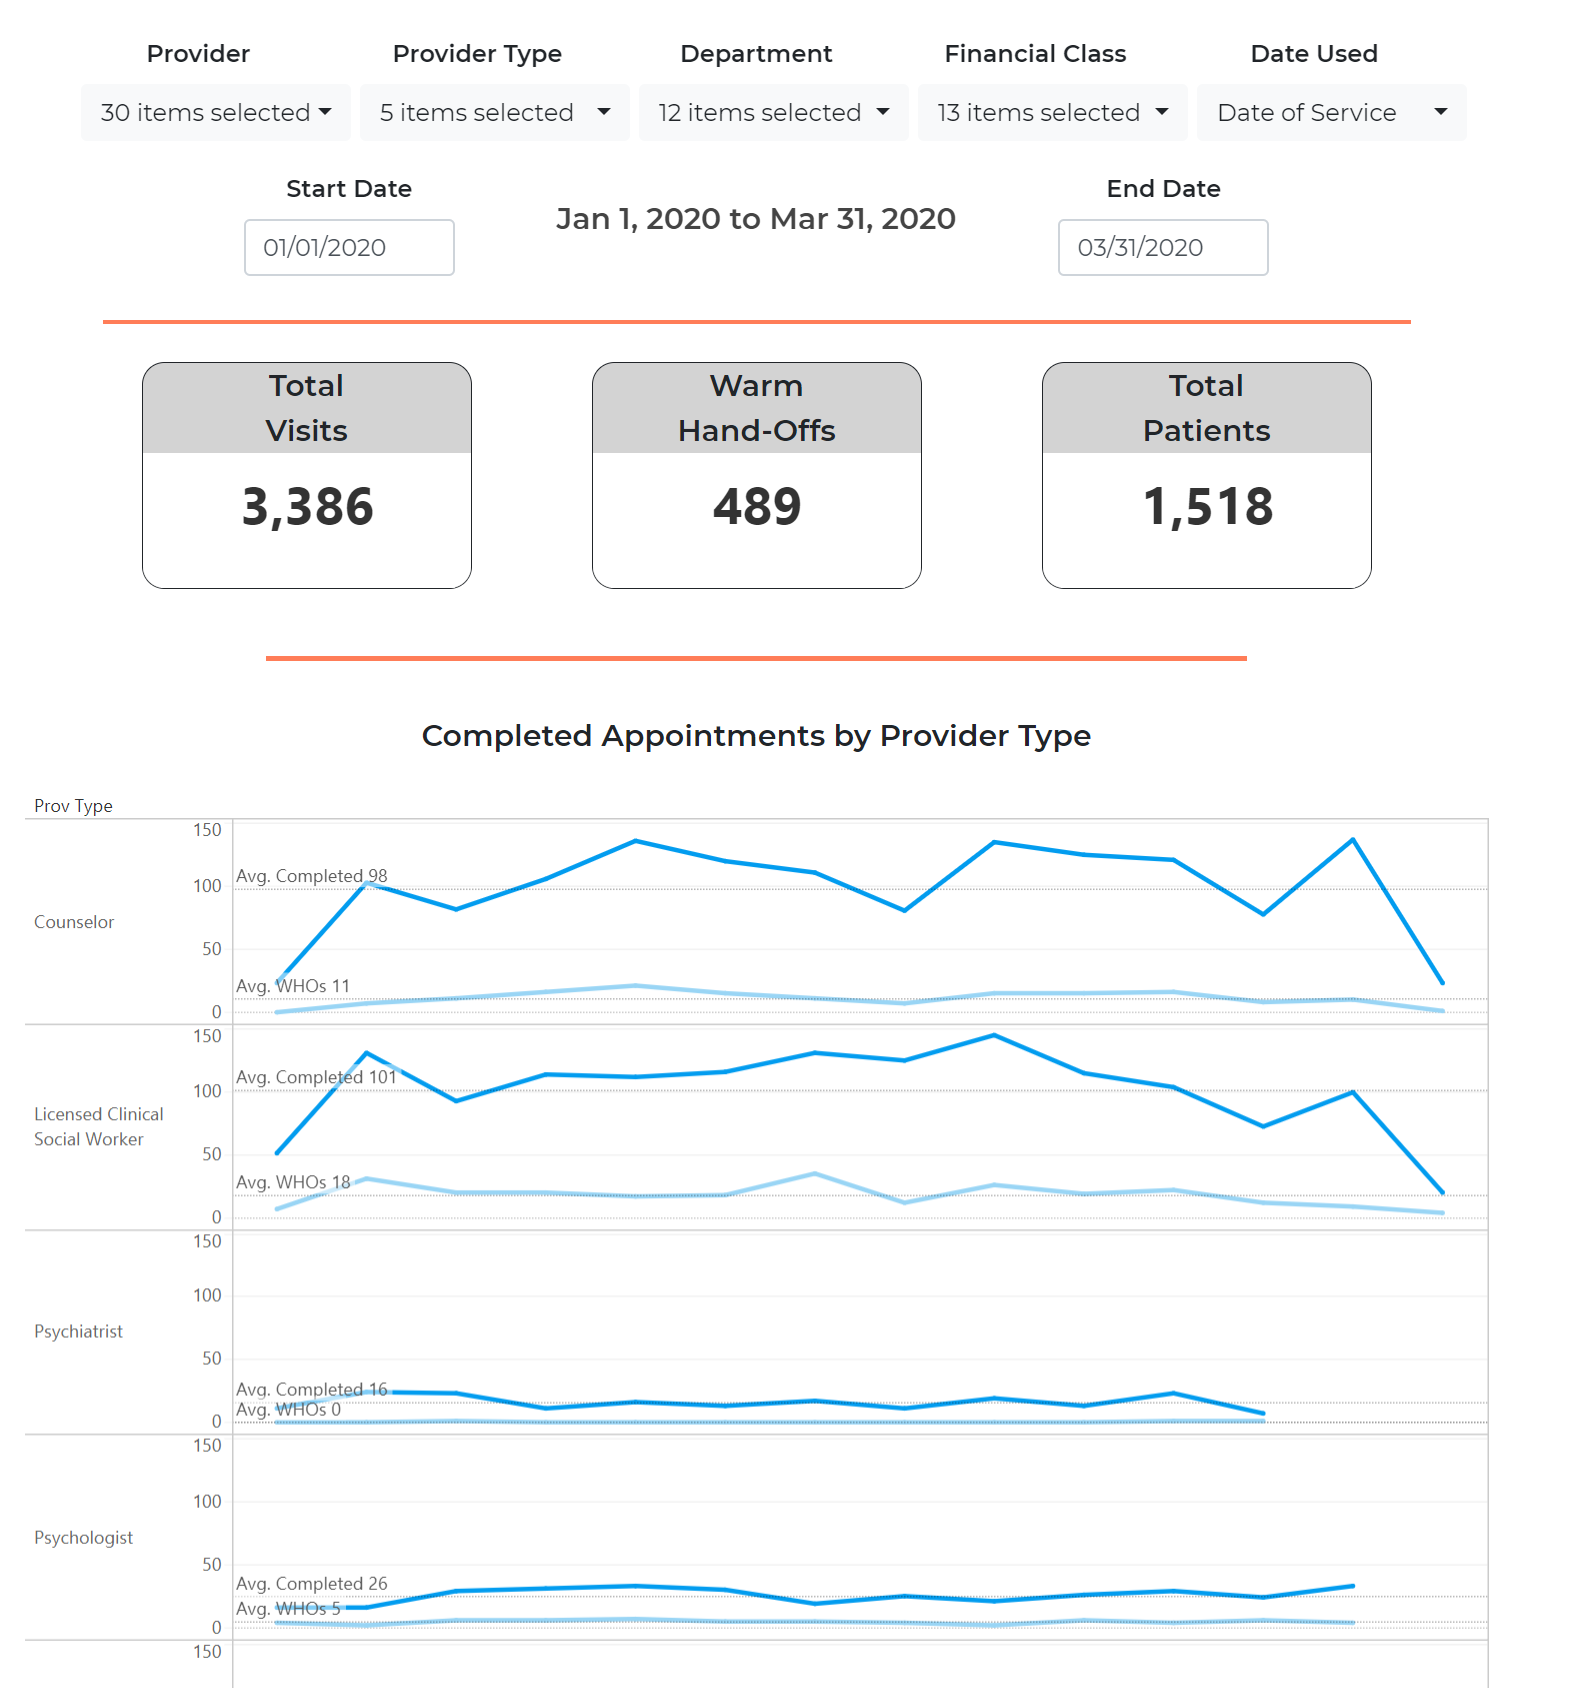 Provider Provider Type Department Financial Class Date Used
30 items selected 5 items selected 12 items selected 13 items selected Date of Service
Start Date End Date
Jan 1, 2020 to Mar 31, 2020
01/01/2020 03/31/2020
Total Visits
3,386
Warm Hand-Offs
489
Total Patients
1,518
Completed Appointments by Provider Type
Prov Type
Counselor
150
100
50
0
Avg. Completed 98
Avg. WHOs 11
Licensed Clinical
Social Worker
150
100
50
0
Avg. Completed 101
Avg. WHOs 18
Psychiatrist
150
100
50
0
Avg. Completed 16
Avg. WHOs 0
Psychologist
150
100
50
0
Avg. Completed 26
Avg. WHOs 5
150